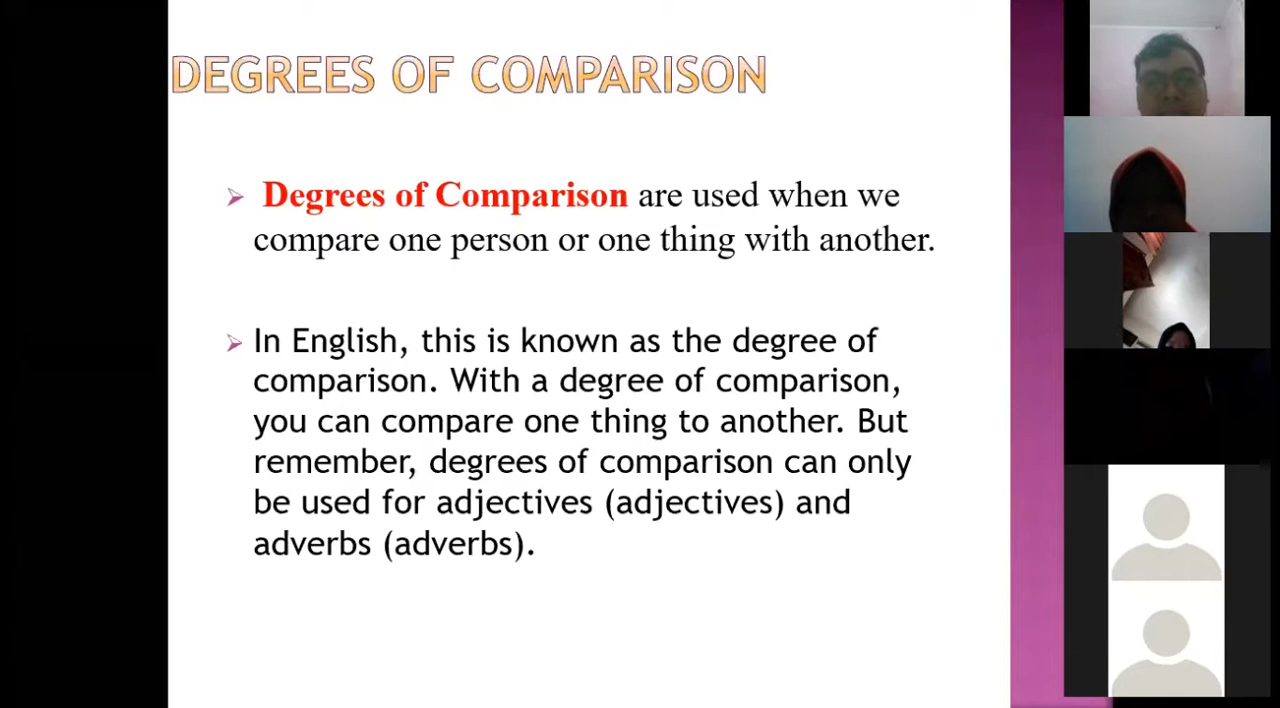 DEGREES OF COMPARISON
Degrees of Comparison are used when we
compare one person or one thing with another.
In English, this is known as the degree of
comparison. With a degree of comparison,
you can compare one thing to another. But
remember, degrees of comparison can only
be used for adjectives (adjectives) and
adverbs (adverbs).